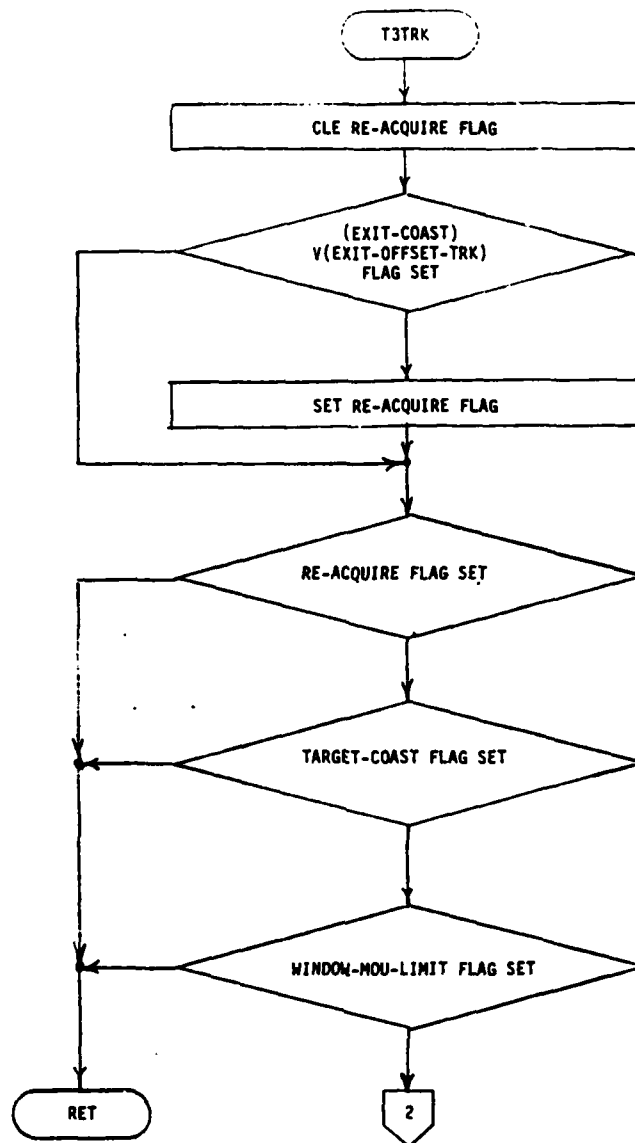 T3TRK
CLE RE-ACQUIRE FLAG
(EXIT-COAST)
V(EXIT-OFFSET-TRK)
FLAG SET
SET RE-ACQUIRE FLAG
RE-ACQUIRE FLAG SET
TARGET-COAST FLAG SET
WINDOW-MOU-LIMIT FLAG SET
RET
2